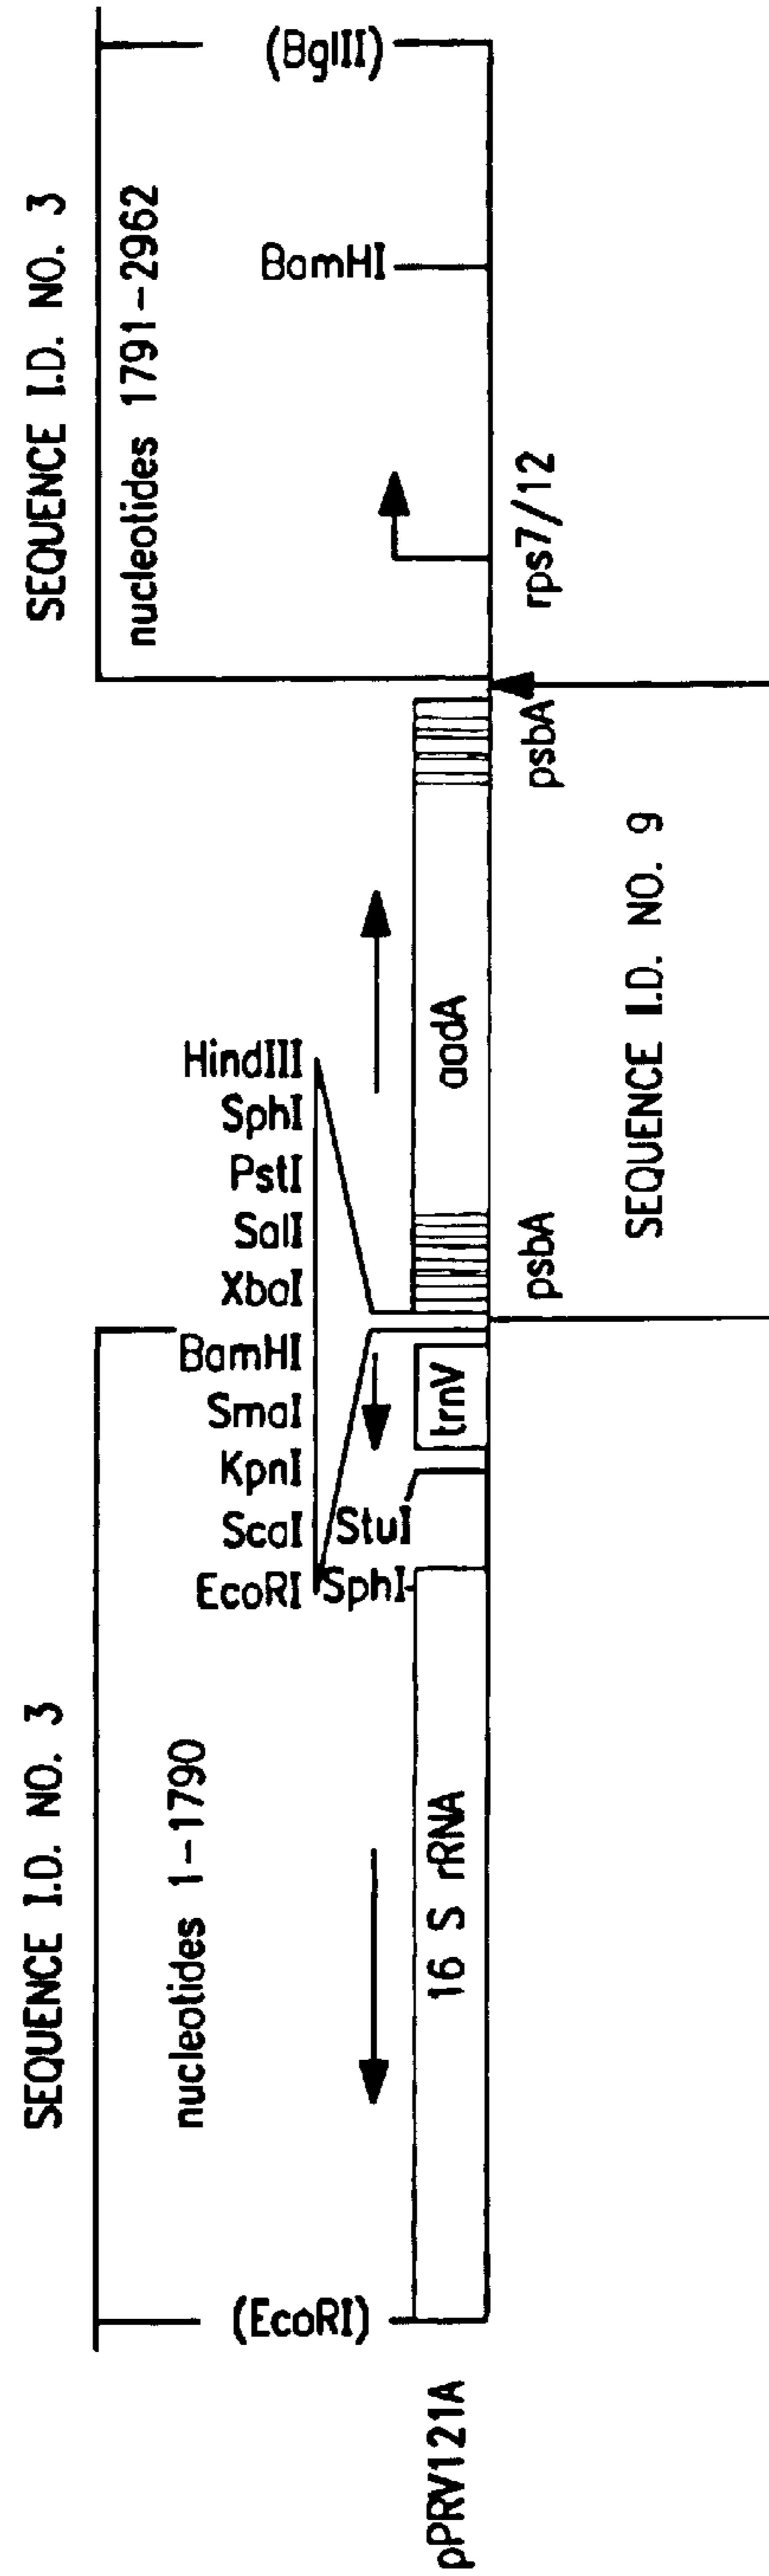 SEQUENCE I.D. NO. 3
SEQUENCE I.D. NO. 3
nucleotides 1-1790
nucleotides 1791-2962
HindIII
SphI
PstI
SalI
XbaI
BamHI
SmaI
KpnI
ScaI
EcoRI
(EcoRI)
SphI
StuI
BamHI
(BglII)
pPRV121A
16 S rRNA
trnV
aadA
psbA
psbA
rps7/12
SEQUENCE I.D. NO. 9